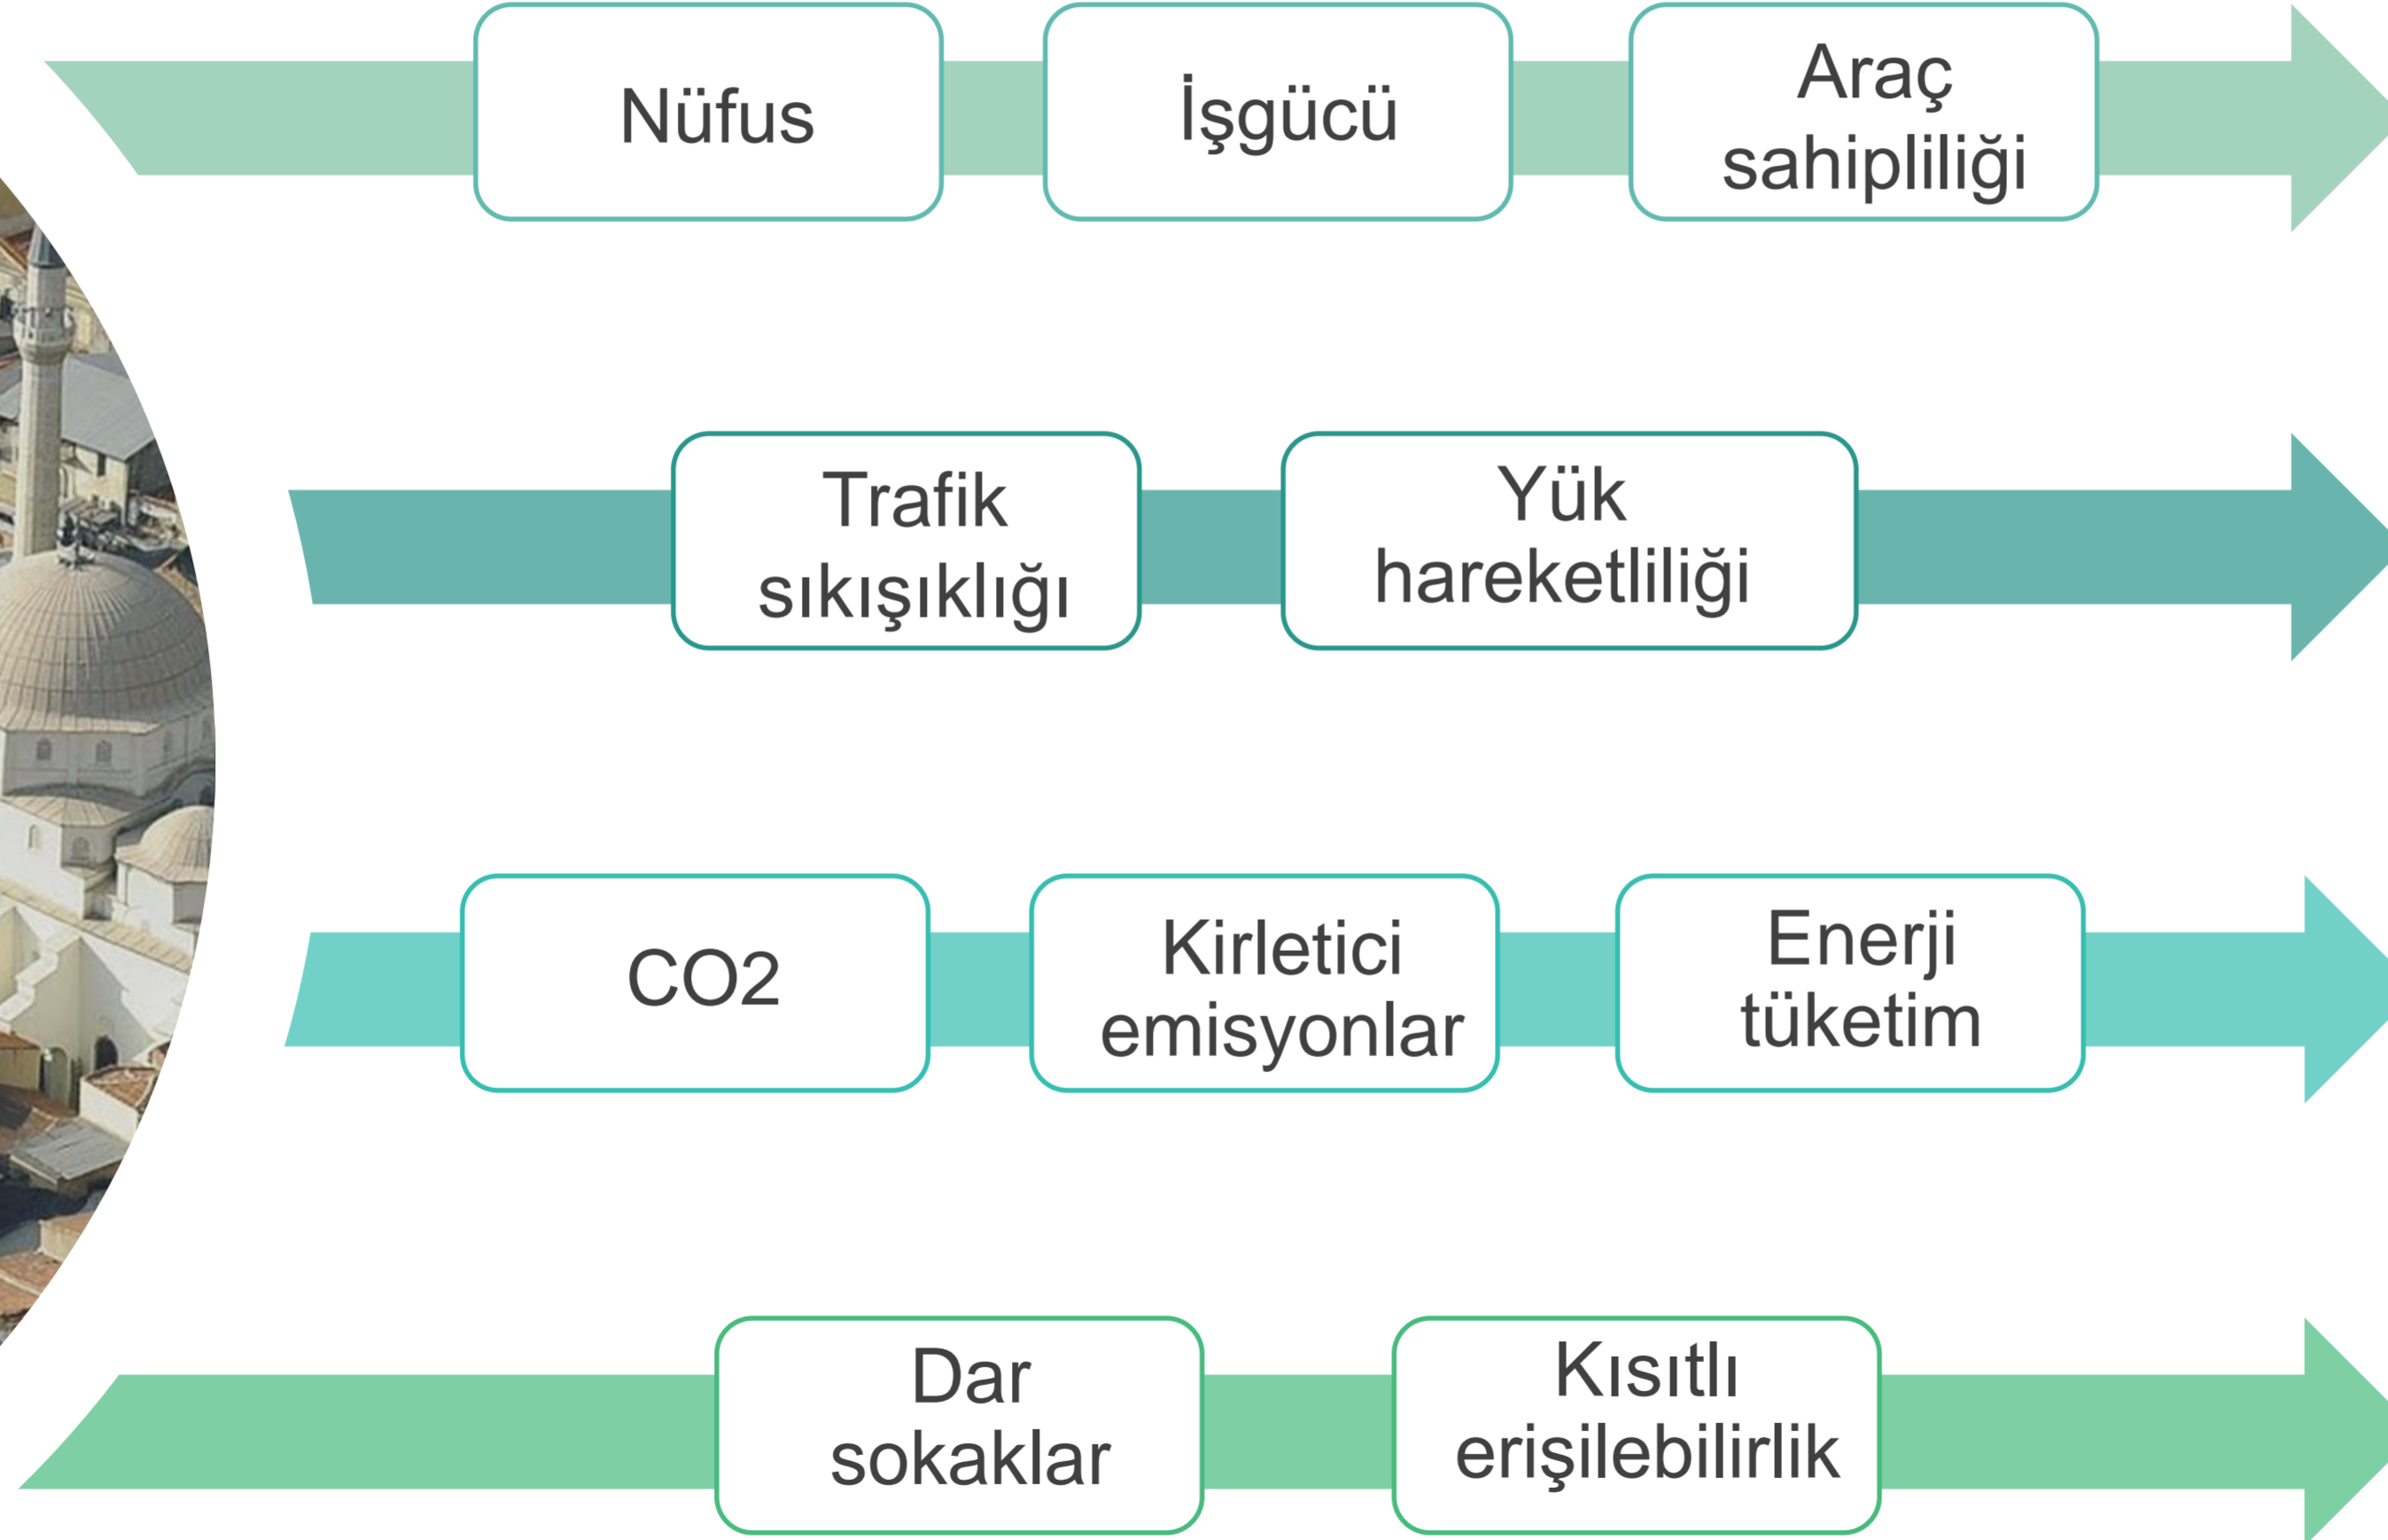 Nüfus
İşgücü
Araç
sahipliliği
Trafik
sıkışıklığı
Yük
hareketliliği
CO2
Kirletici
emisyonlar
Enerji
tüketim
Dar
sokaklar
Kısıtlı
erişilebilirlik